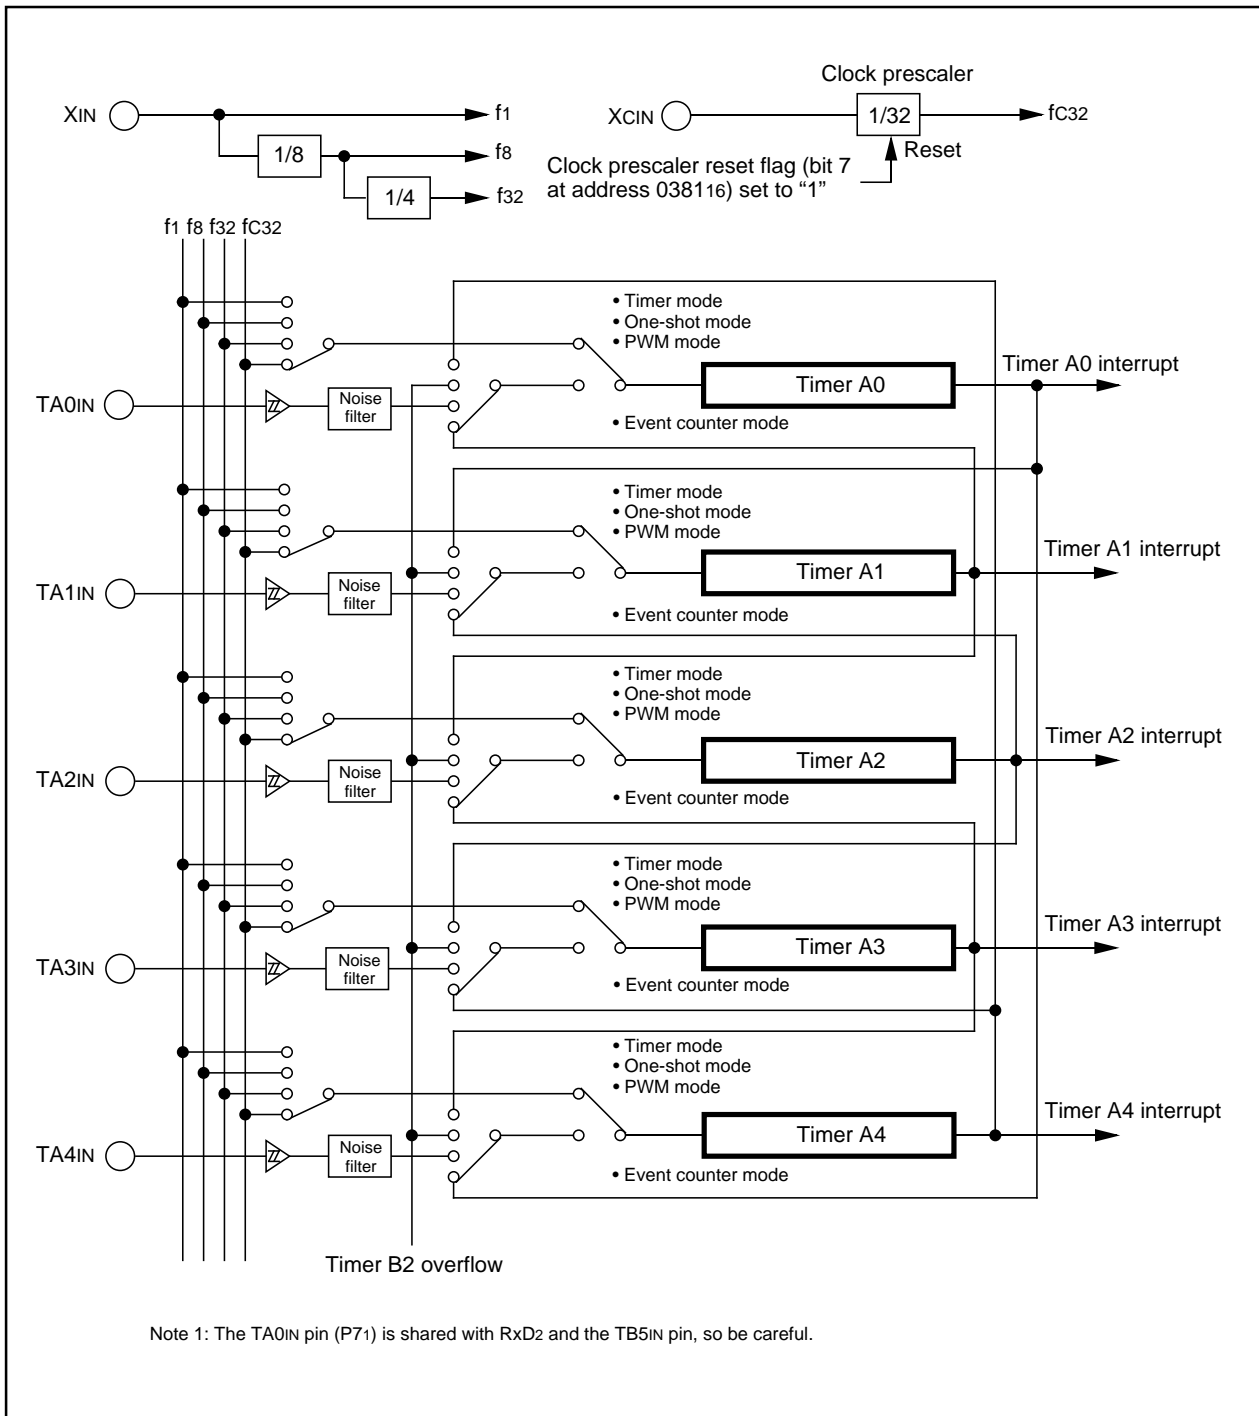 Clock prescaler
XIN
f1
XCIN
1/32
fC32
1/8
f8
Reset
Clock prescaler reset flag (bit 7
at address 038116) set to “1”
1/4
f32
f1 f8 f32 fC32
• Timer mode
• One-shot mode
• PWM mode
Timer A0 interrupt
Timer A0
TA0IN
Noise
filter
• Event counter mode
• Timer mode
• One-shot mode
• PWM mode
Timer A1 interrupt
Timer A1
TA1IN
Noise
filter
• Event counter mode
• Timer mode
• One-shot mode
• PWM mode
Timer A2 interrupt
Timer A2
TA2IN
Noise
filter
• Event counter mode
• Timer mode
• One-shot mode
• PWM mode
Timer A3 interrupt
Timer A3
TA3IN
Noise
filter
• Event counter mode
• Timer mode
• One-shot mode
• PWM mode
Timer A4 interrupt
Timer A4
TA4IN
Noise
filter
• Event counter mode
Timer B2 overflow
Note 1: The TA0IN pin (P71) is shared with RxD2 and the TB5IN pin, so be careful.